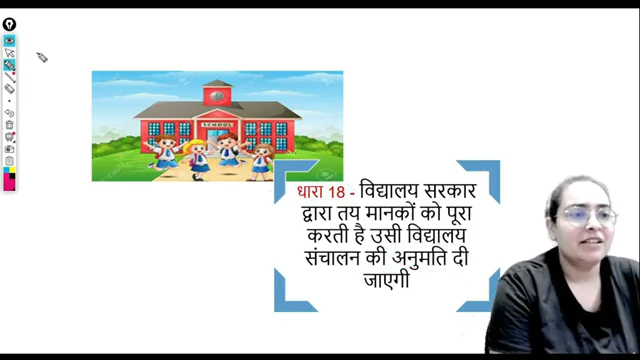 SCHOOL
धारा 18 - विद्यालय सरकार
द्वारा तय मानकों को पूरा
करती है उसी विद्यालय
संचालन की अनुमति दी
जाएगी